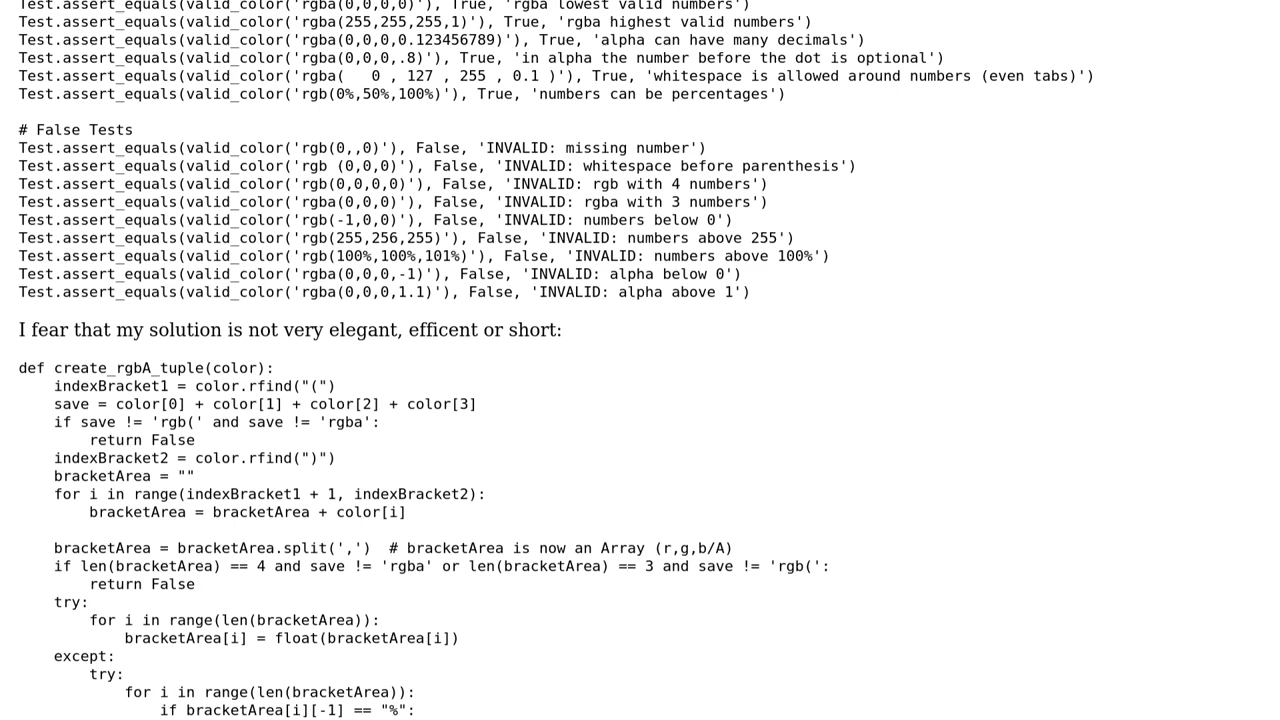 Test.assert_equals(valid_color('rgba(0,0,0,0)'), True, 'rgba lowest valid numbers')
Test.assert_equals(valid_color('rgba(255,255,255,1)'), True, 'rgba highest valid numbers')
Test.assert_equals(valid_color('rgba(0,0,0,0.123456789)'), True, 'alpha can have many decimals')
Test.assert_equals(valid_color('rgba(0,0,0,.8)'), True, 'in alpha the number before the dot is optional')
Test.assert_equals(valid_color('rgba(   0 , 127 , 255 , 0.1 )'), True, 'whitespace is allowed around numbers (even tabs)')
Test.assert_equals(valid_color('rgb(0%,50%,100%)'), True, 'numbers can be percentages')

# False Tests
Test.assert_equals(valid_color('rgb(0,,0)'), False, 'INVALID: missing number')
Test.assert_equals(valid_color('rgb (0,0,0)'), False, 'INVALID: whitespace before parenthesis')
Test.assert_equals(valid_color('rgb(0,0,0,0)'), False, 'INVALID: rgb with 4 numbers')
Test.assert_equals(valid_color('rgba(0,0,0)'), False, 'INVALID: rgba with 3 numbers')
Test.assert_equals(valid_color('rgb(-1,0,0)'), False, 'INVALID: numbers below 0')
Test.assert_equals(valid_color('rgb(255,256,255)'), False, 'INVALID: numbers above 255')
Test.assert_equals(valid_color('rgb(100%,100%,101%)'), False, 'INVALID: numbers above 100%')
Test.assert_equals(valid_color('rgba(0,0,0,-1)'), False, 'INVALID: alpha below 0')
Test.assert_equals(valid_color('rgba(0,0,0,1.1)'), False, 'INVALID: alpha above 1')

I fear that my solution is not very elegant, efficent or short:

def create_rgbA_tuple(color):
    indexBracket1 = color.rfind("(")
    save = color[0] + color[1] + color[2] + color[3]
    if save != 'rgb(' and save != 'rgba':
        return False
    indexBracket2 = color.rfind(")")
    bracketArea = ""
    for i in range(indexBracket1 + 1, indexBracket2):
        bracketArea = bracketArea + color[i]

    bracketArea = bracketArea.split(',')  # bracketArea is now an Array (r,g,b/A)
    if len(bracketArea) == 4 and save != 'rgba' or len(bracketArea) == 3 and save != 'rgb(':
        return False
    try:
        for i in range(len(bracketArea)):
            bracketArea[i] = float(bracketArea[i])
    except:
        try:
            for i in range(len(bracketArea)):
                if bracketArea[i][-1] == "%":